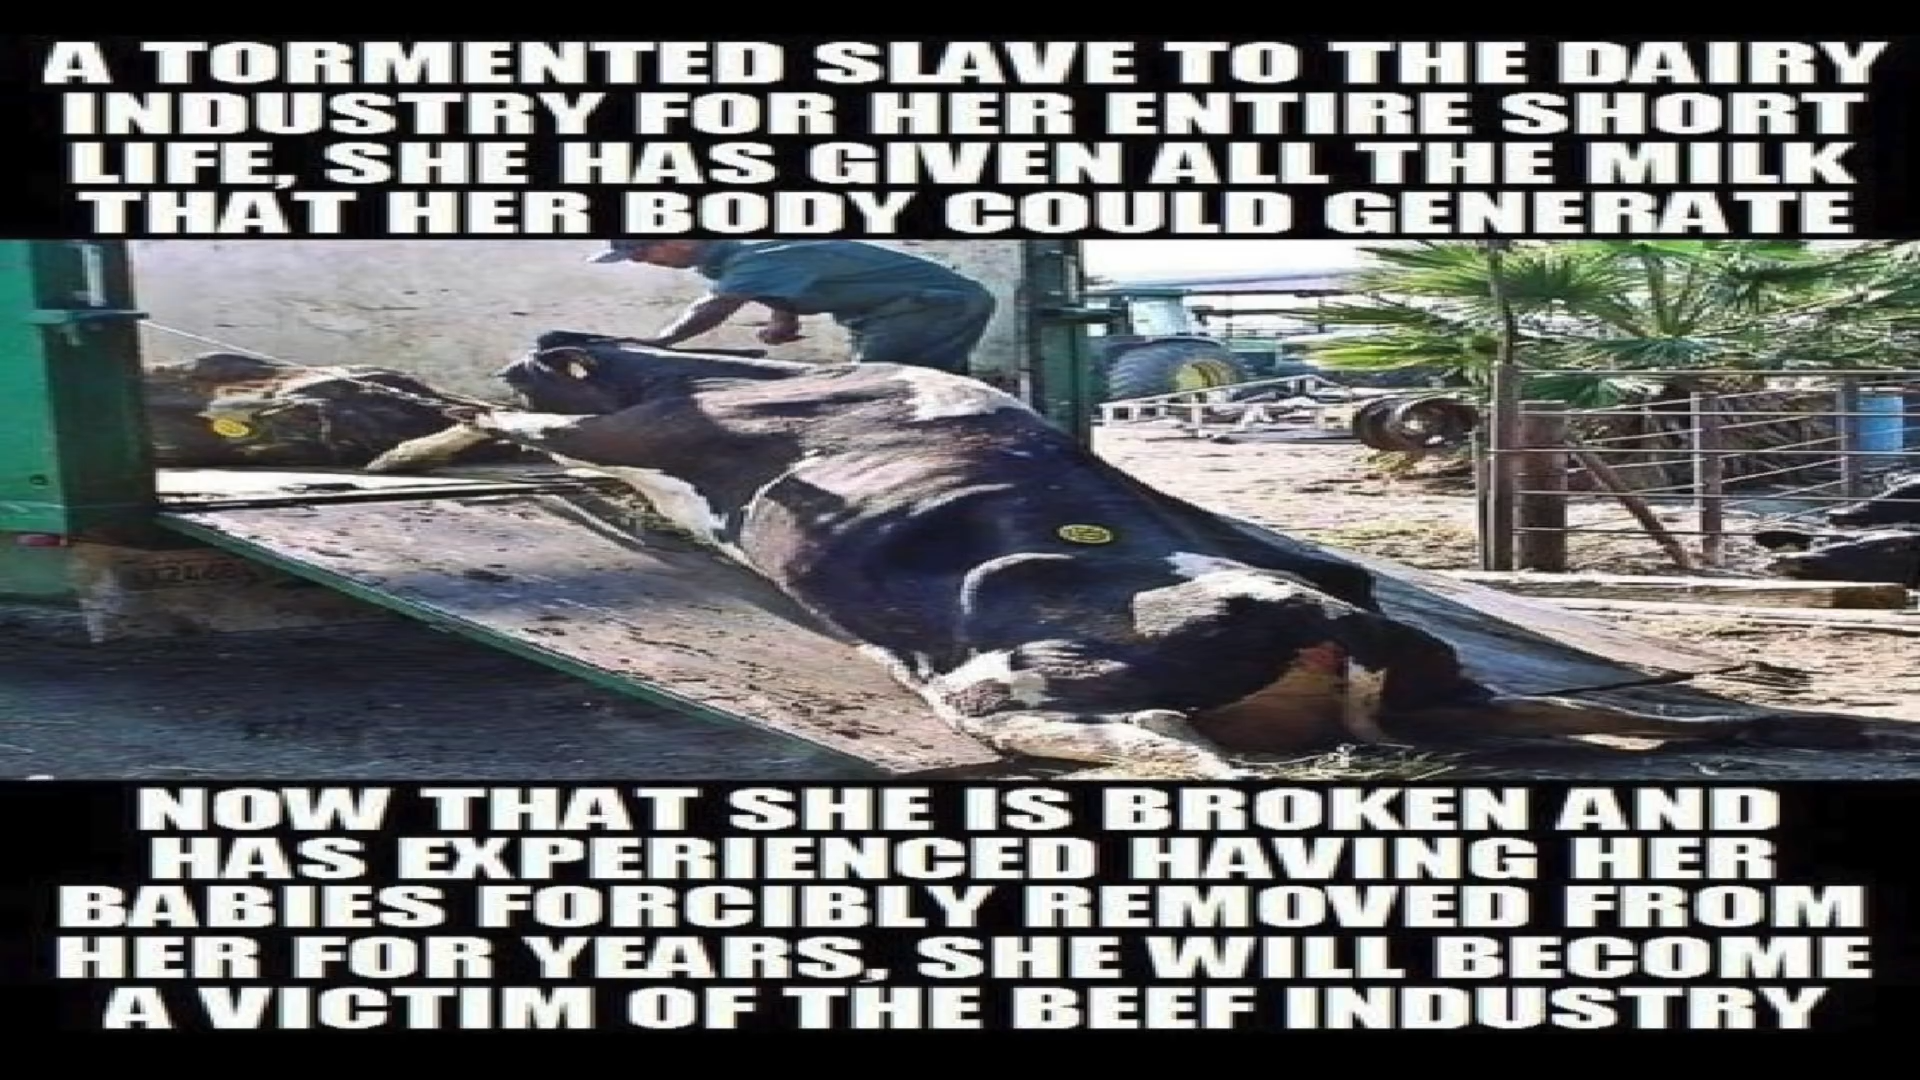 A TORMENTED SLAVE TO THE DAIRY
INDUSTRY FOR HER ENTIRE SHORT
LIFE, SHE HAS GIVEN ALL THE MILK
THAT HER BODY COULD GENERATE
NOW THAT SHE IS BROKEN AND
HAS EXPERIENCED HAVING HER
BABIES FORCIBLY REMOVED FROM
HER FOR YEARS, SHE WILL BECOME
A VICTIM OF THE BEEF INDUSTRY